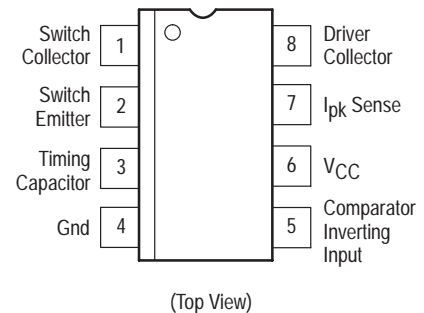 Switch
Collector
1
8
Driver
Collector
Switch
Emitter
2
7
Ipk Sense
Timing
Capacitor
3
6
VCC
Gnd
4
5
Comparator
Inverting
Input
(Top View)